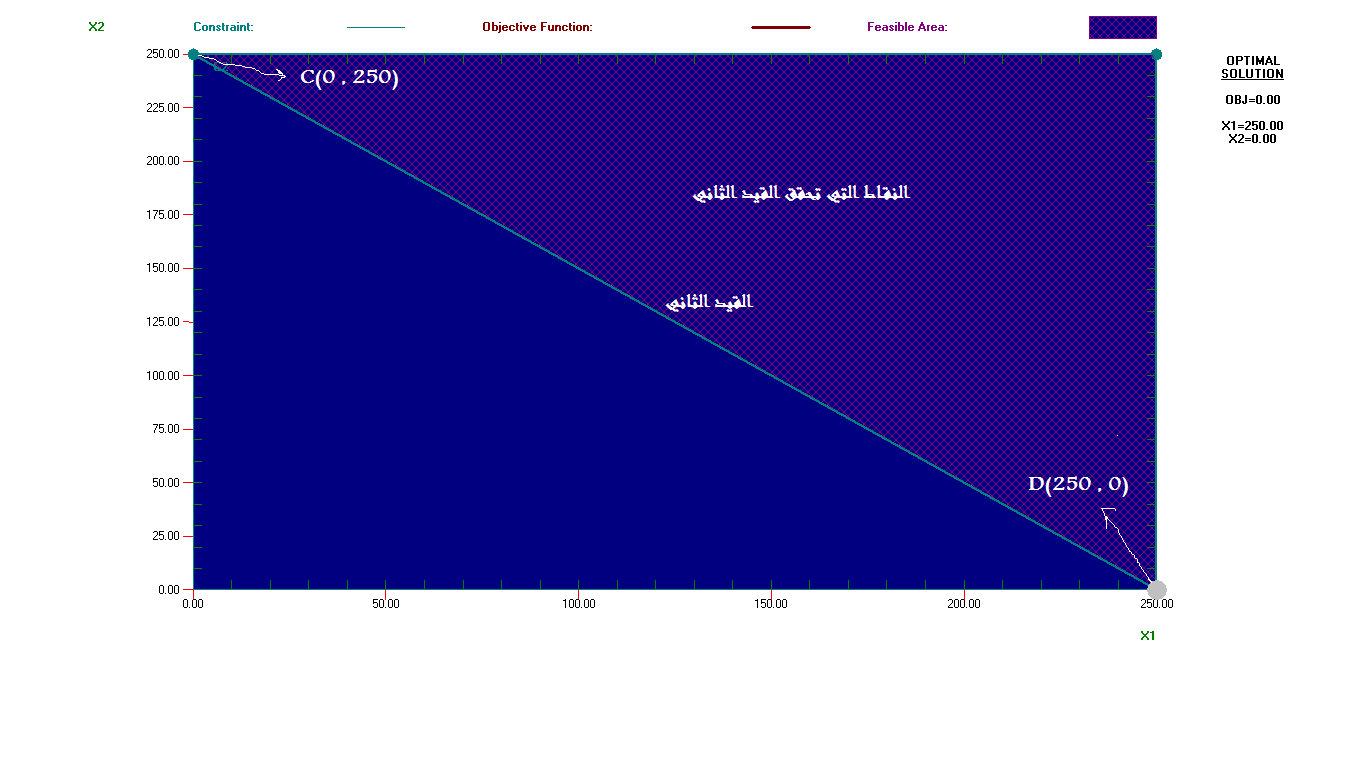 X2 Constraint: Objective Function: Feasible Area:
250.00
OPTIMAL
SOLUTION
C(0 , 250)
OBJ=0.00
225.00
X1=250.00
X2=0.00
200.00
النقاط التي تحقق القيد الثاني
175.00
150.00
القيد الثاني
125.00
100.00
75.00
50.00
D(250 , 0)
25.00
0.00
0.00 50.00 100.00 150.00 200.00 250.00
X1